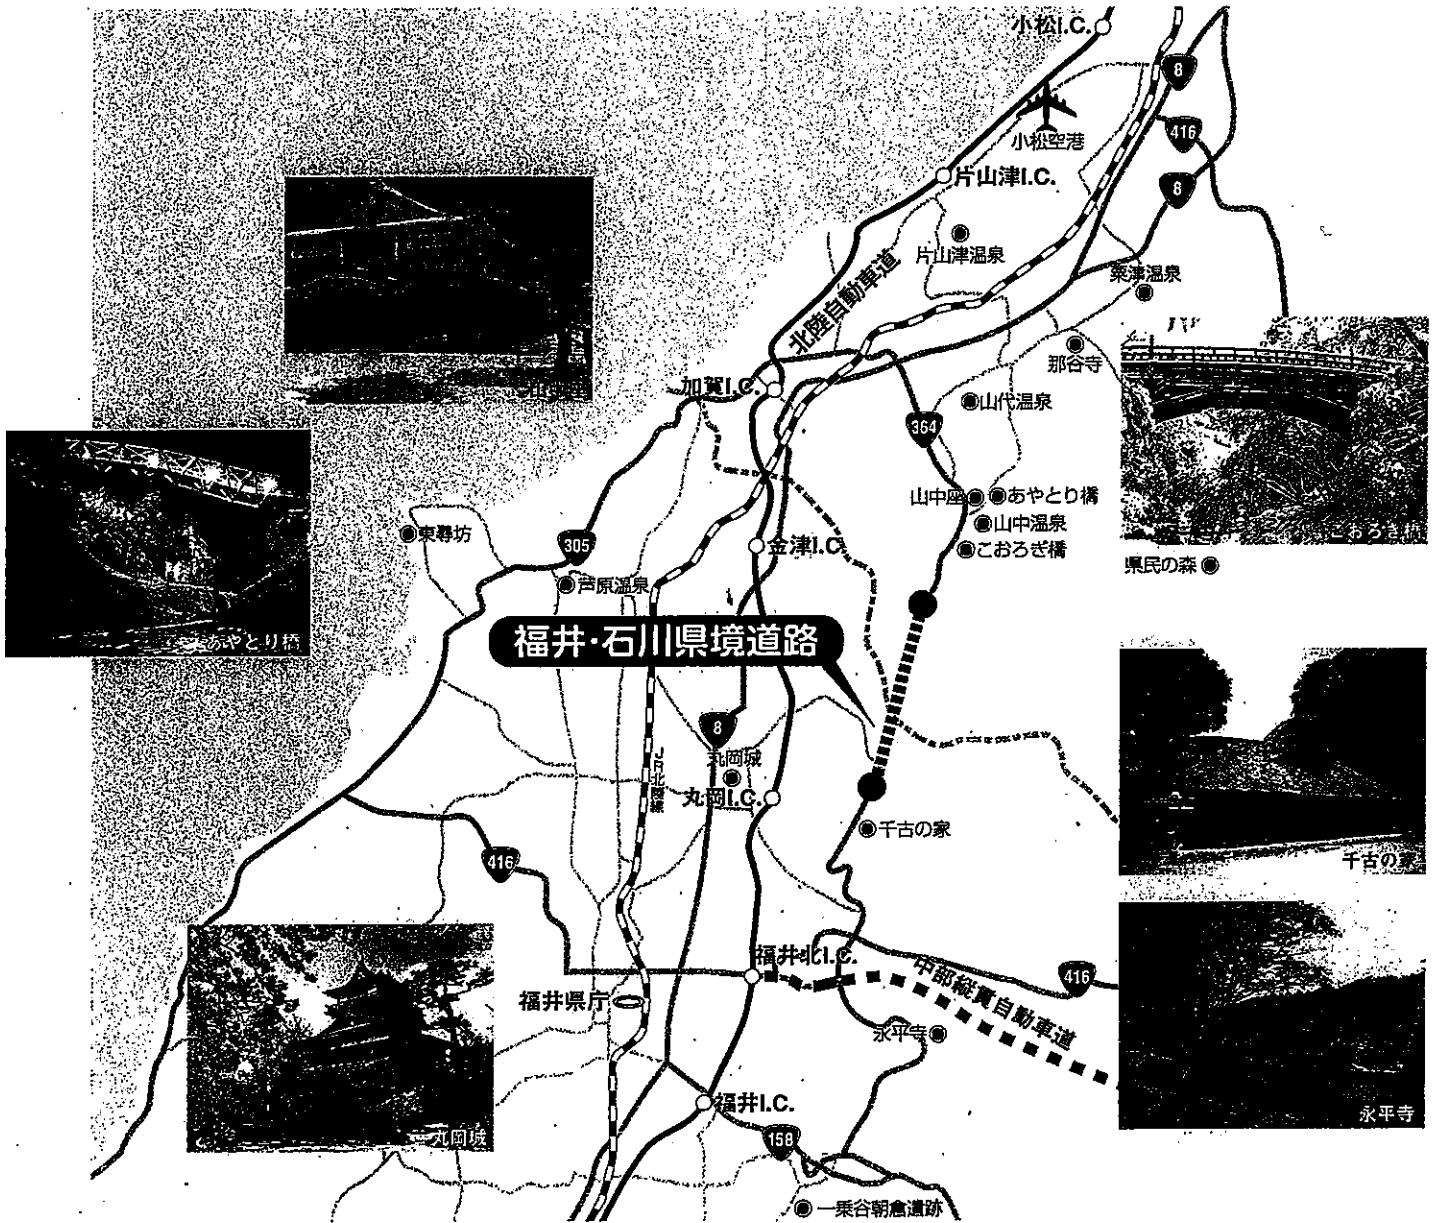 小松I.C.
8
小松空港
416
片山津I.C.
8
片山津温泉
粟津温泉
北陸自動車道
那谷寺
加賀I.C.
山代温泉
364
山中座
あやとり橋
山中温泉
こおろぎ橋
こおろぎ橋
県民の森
東尋坊
305
金津I.C.
芦原温泉
あやとり橋
福井・石川県境道路
8
丸岡城
JR北陸線
丸岡I.C.
千古の家
千古の家
416
福井北I.C.
中部縦貫自動車道
416
福井県庁
永平寺
永平寺
丸岡城
福井I.C.
158
一乗谷朝倉遺跡